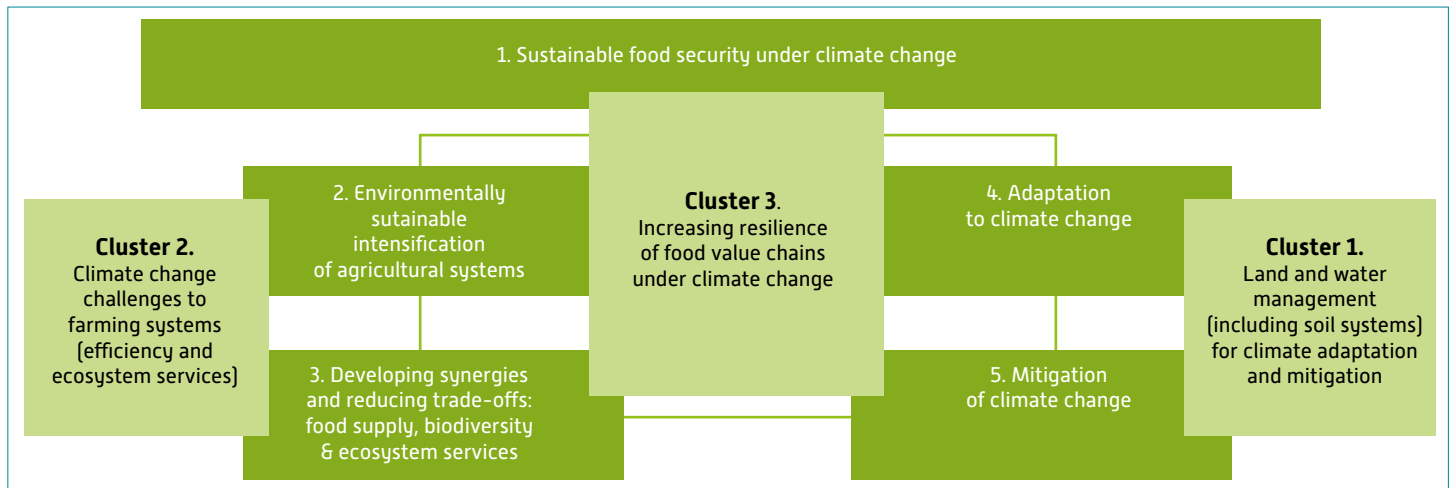 1. Sustainable food security under climate change
2. Environmentally
sutainable
intensification
of agricultural systems
Cluster 3.
Increasing resilience
of food value chains
under climate change
4. Adaptation
to climate change
Cluster 2.
Climate change
challenges to
farming systems
(efficiency and
ecosystem services)
Cluster 1.
Land and water
management
(including soil systems)
for climate adaptation
and mitigation
3. Developing synergies
and reducing trade-offs:
food supply, biodiversity
& ecosystem services
5. Mitigation
of climate change